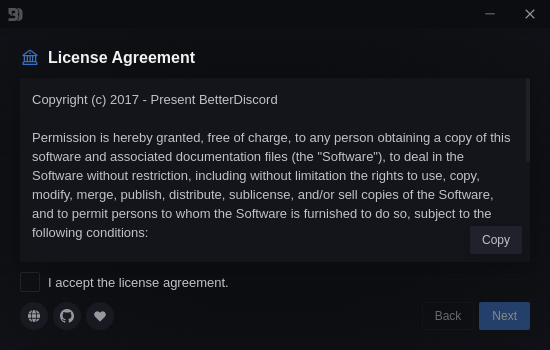 License Agreement
Copyright (c) 2017 - Present BetterDiscord
Permission is hereby granted, free of charge, to any person obtaining a copy of this
software and associated documentation files (the "Software"), to deal in the
Software without restriction, including without limitation the rights to use, copy,
modify, merge, publish, distribute, sublicense, and/or sell copies of the Software,
and to permit persons to whom the Software is furnished to do so, subject to the
following conditions:
Copy
I accept the license agreement.
Back
Next